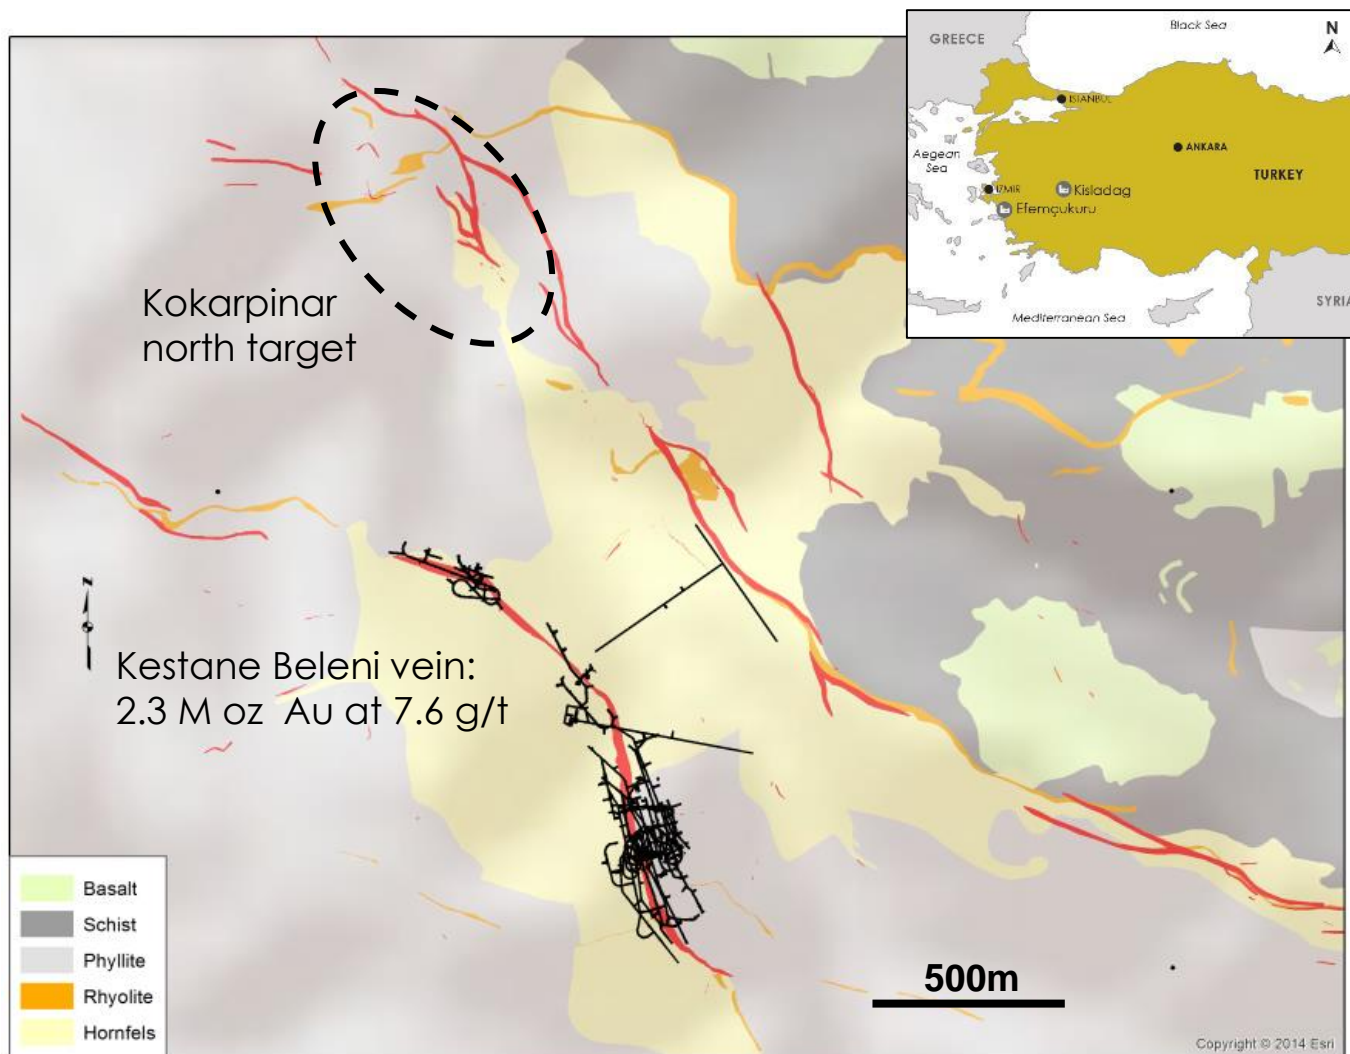 Black Sea
N
GREECE
ISTANBUL
ANKARA
Aegean
Sea
TURKEY
IZMIR
Kisladag
Efemçukuru
SYRIA
Mediterranean Sea
Kokarpinar
north target
N
Kestane Beleni vein:
2.3 M oz Au at 7.6 g/t
Basalt
Schist
Phyllite
Rhyolite
Hornfels
500m
Copyright © 2014 Esri